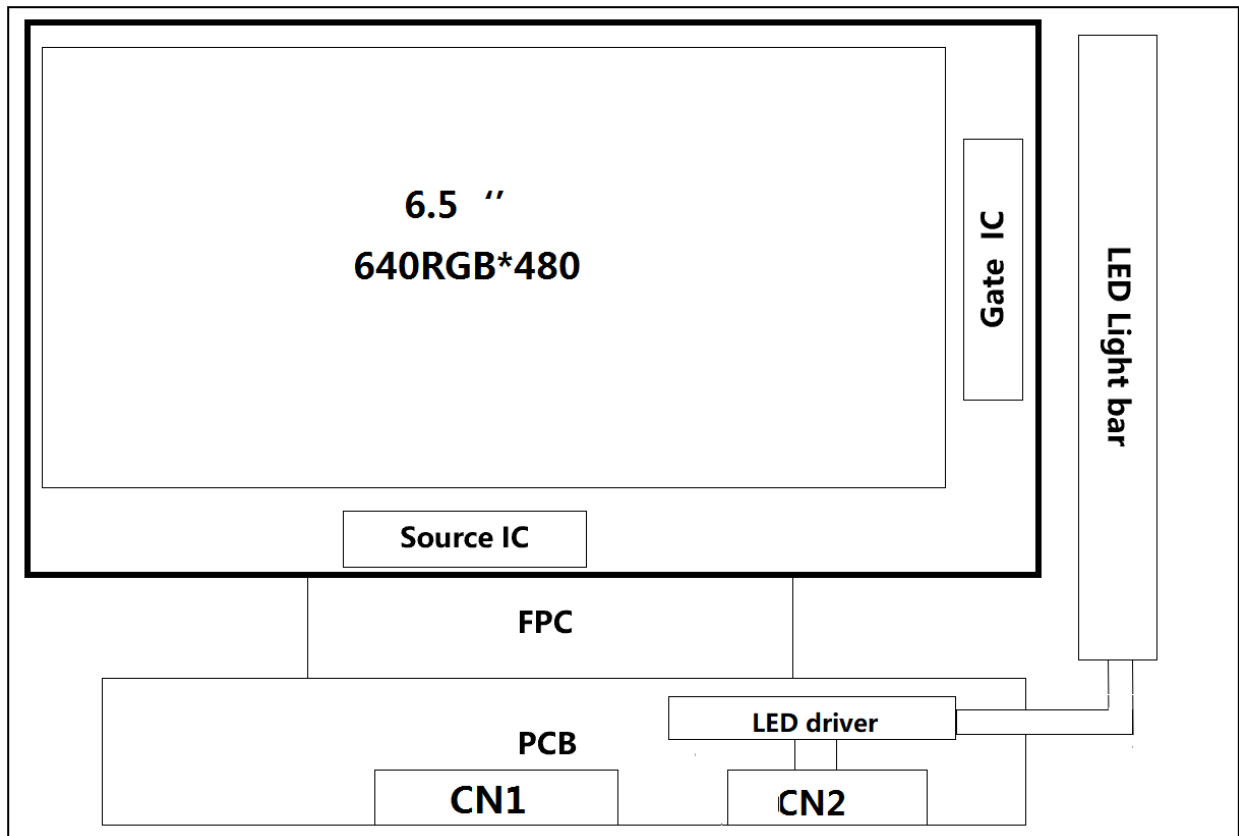 6.5 ‘’
640RGB*480
Gate IC
LED Light bar
Source IC
FPC
LED driver
PCB
CN1
CN2